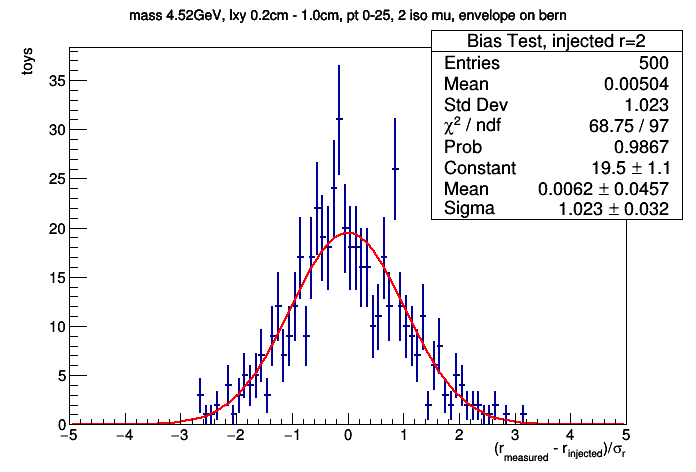 mass 4.52GeV, lxy 0.2cm - 1.0cm, pt 0-25, 2 iso mu, envelope on bern
Bias Test, injected r=2
Entries 500
Mean 0.00504
Std Dev 1.023
χ² / ndf 68.75 / 97
Prob 0.9867
Constant 19.5 ± 1.1
Mean 0.0062 ± 0.0457
Sigma 1.023 ± 0.032
toys
35
30
25
20
15
10
5
0
−5 −4 −3 −2 −1 0 1 2 3 4 5
(r_measured - r_injected)/σ_r